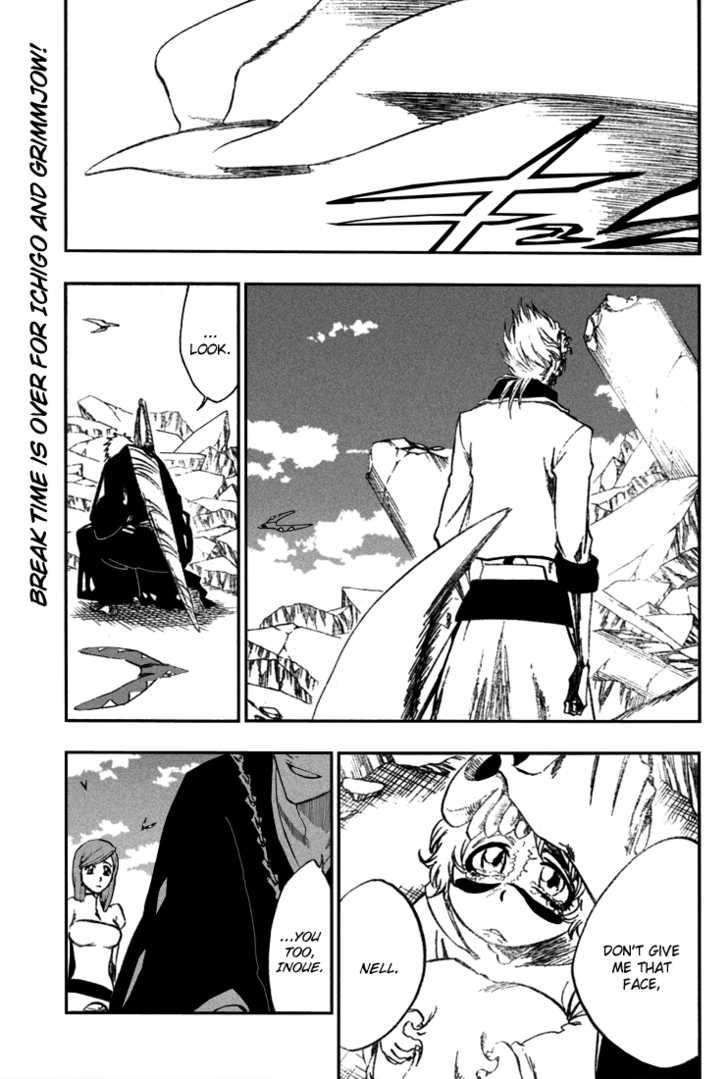 BREAK TIME IS OVER FOR ICHIGO AND GRIMMJOW!
...
LOOK.
DON'T GIVE
ME THAT
FACE,
NELL.
...YOU
TOO,
INOUE.